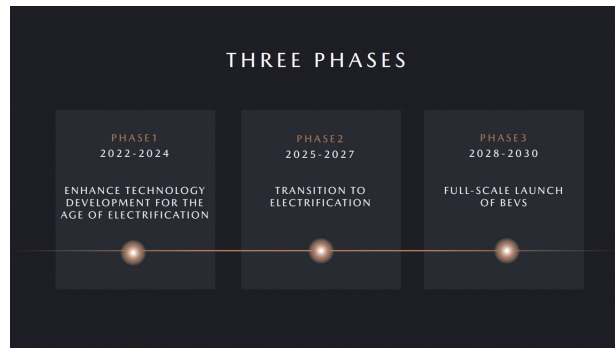 THREE PHASES
PHASE1
2022-2024
ENHANCE TECHNOLOGY
DEVELOPMENT FOR THE
AGE OF ELECTRIFICATION
PHASE2
2025-2027
TRANSITION TO
ELECTRIFICATION
PHASE3
2028-2030
FULL-SCALE LAUNCH
OF BEVS